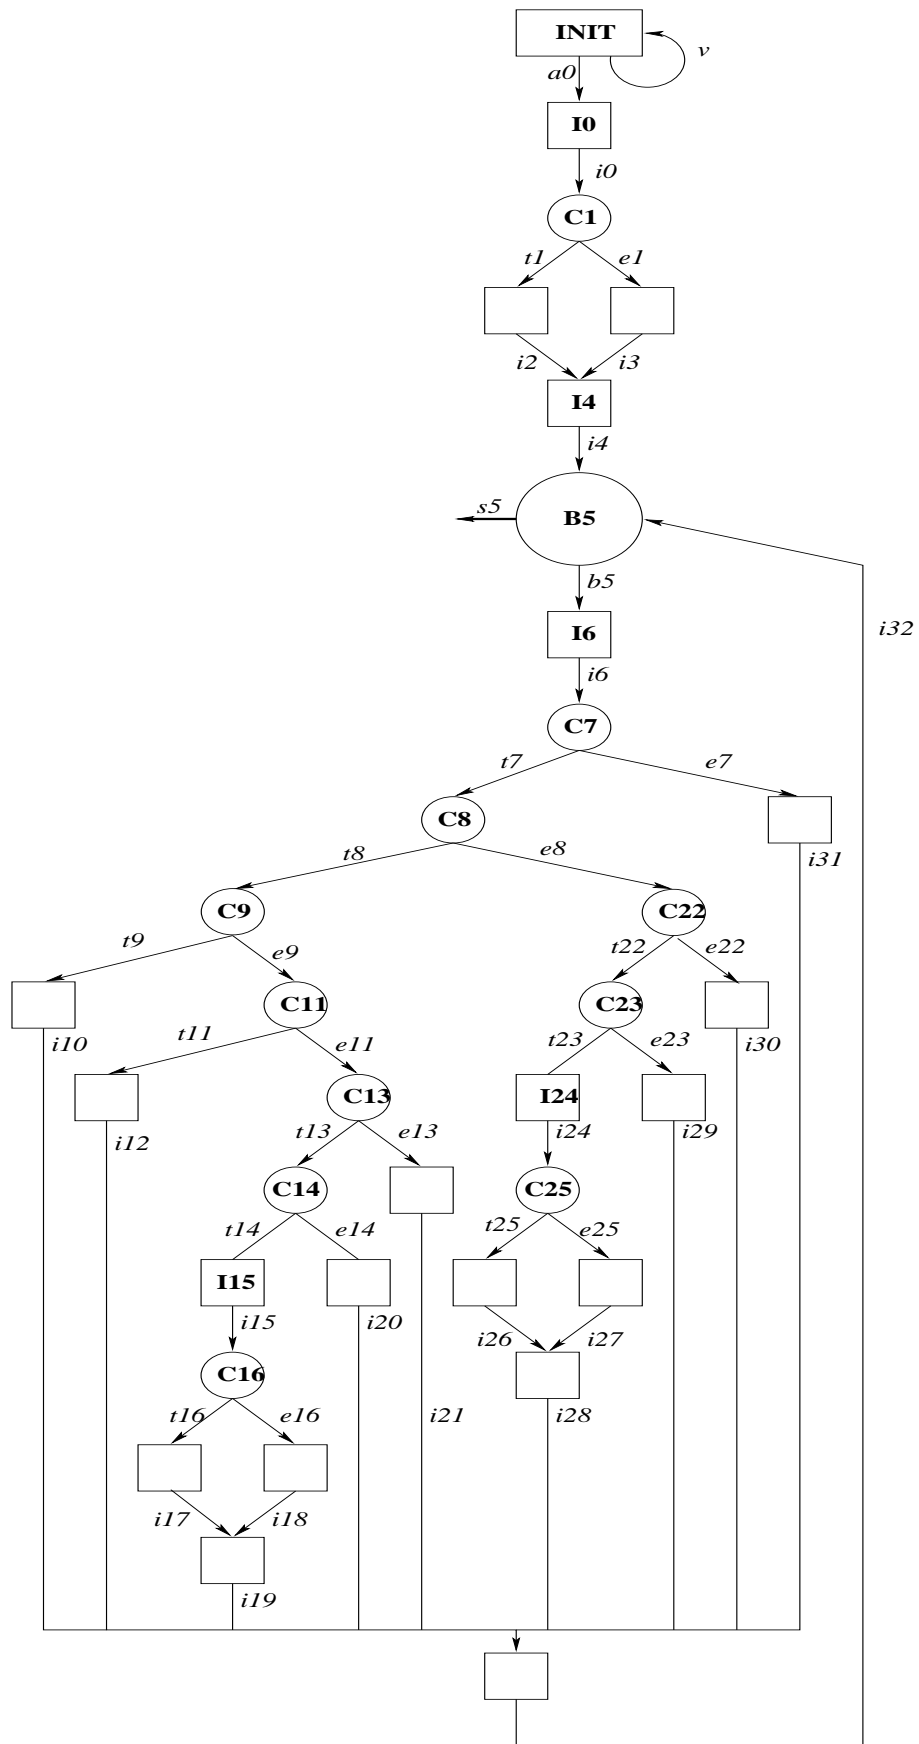 INIT
v
a0
I0
i0
C1
t1 e1
i2 i3
I4
i4
s5 B5
b5
i32
I6
i6
C7
t7 e7
C8
t8 e8 i31
C9 C22
t9 e9 t22 e22
C11 C23
i10 t11 e11 t23 e23 i30
C13 I24
i12 t13 e13 i24 i29
C14 C25
t14 e14 t25 e25
I15
i15 i20 i26 i27
C16
t16 e16 i21 i28
i17 i18
i19